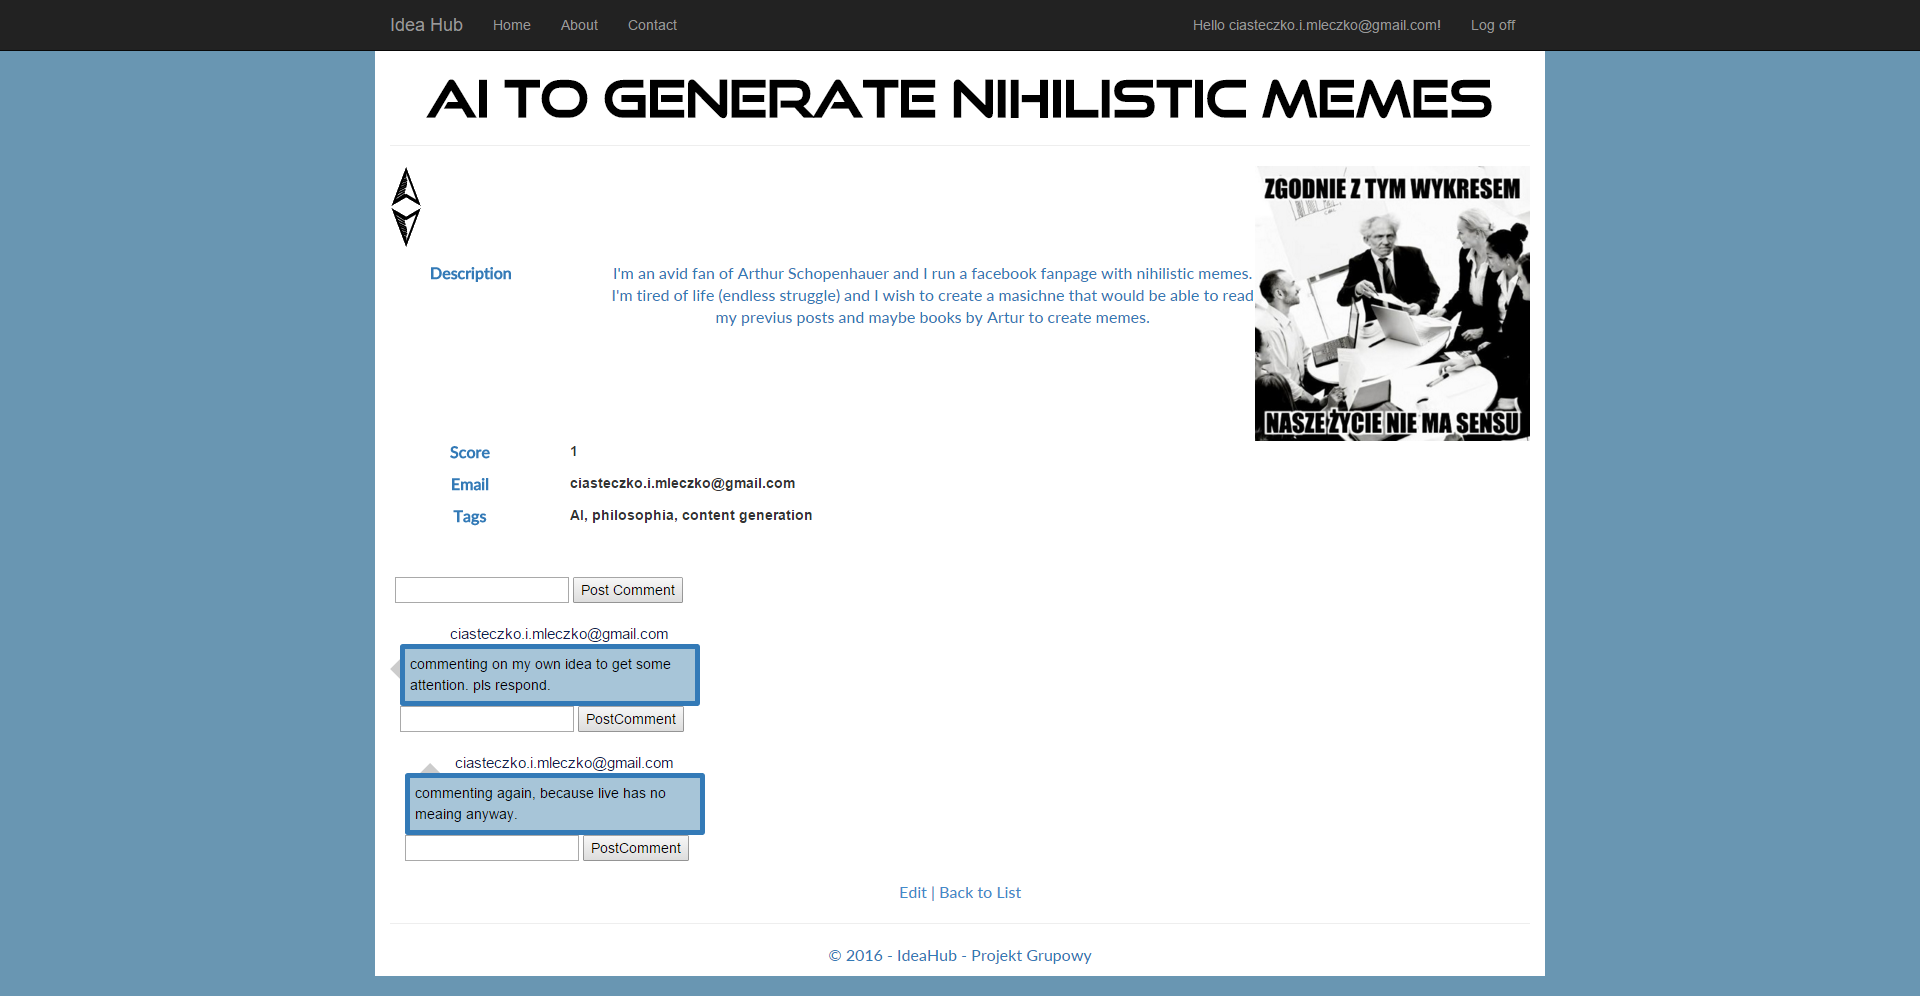 Idea Hub Home About Contact Hello ciasteczko.i.mleczko@gmail.com! Log off
AI TO GENERATE NIHILISTIC MEMES
ZGODNIE Z TYM WYKRESEM
NASZE ŻYCIE NIE MA SENSU
Description
I'm an avid fan of Arthur Schopenhauer and I run a facebook fanpage with nihilistic memes.
I'm tired of life (endless struggle) and I wish to create a masichne that would be able to read
my previus posts and maybe books by Artur to create memes.
Score 1
Email ciasteczko.i.mleczko@gmail.com
Tags AI, philosophia, content generation
Post Comment
ciasteczko.i.mleczko@gmail.com
commenting on my own idea to get some
attention. pls respond.
PostComment
ciasteczko.i.mleczko@gmail.com
commenting again, because live has no
meaing anyway.
PostComment
Edit | Back to List
© 2016 - IdeaHub - Projekt Grupowy